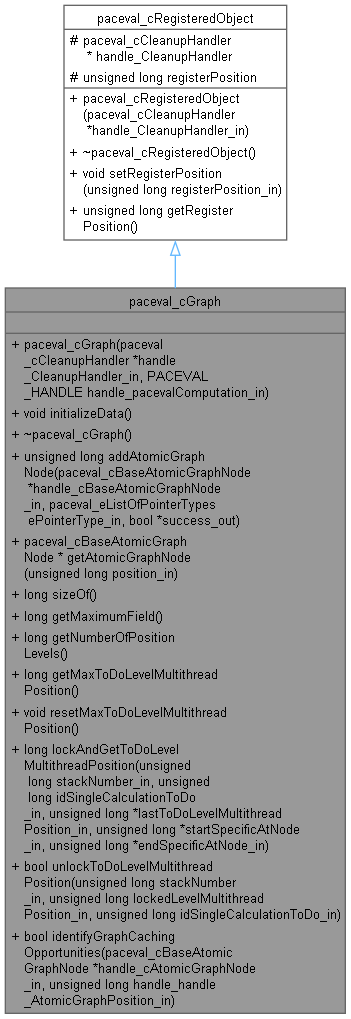 paceval_cRegisteredObject
# paceval_cCleanupHandler
* handle_CleanupHandler
# unsigned long registerPosition
+ paceval_cRegisteredObject
(paceval_cCleanupHandler
*handle_CleanupHandler_in)
+ ~paceval_cRegisteredObject()
+ void setRegisterPosition
(unsigned long registerPosition_in)
+ unsigned long getRegister
Position()
paceval_cGraph
+ paceval_cGraph(paceval
_cCleanupHandler *handle
_CleanupHandler_in, PACEVAL
_HANDLE handle_pacevalComputation_in)
+ void initializeData()
+ ~paceval_cGraph()
+ unsigned long addAtomicGraph
Node(paceval_cBaseAtomicGraphNode
*handle_cBaseAtomicGraphNode
_in, paceval_eListOfPointerTypes
ePointerType_in, bool *success_out)
+ paceval_cBaseAtomicGraph
Node * getAtomicGraphNode
(unsigned long position_in)
+ long sizeOf()
+ long getMaximumField()
+ long getNumberOfPosition
Levels()
+ long getMaxToDoLevelMultithread
Position()
+ void resetMaxToDoLevelMultithread
Position()
+ long lockAndGetToDoLevel
MultithreadPosition(unsigned
long stackNumber_in, unsigned
long idSingleCalculationToDo
_in, unsigned long *lastToDoLevelMultithread
Position_in, unsigned long *startSpecificAtNode
_in, unsigned long *endSpecificAtNode_in)
+ bool unlockToDoLevelMultithread
Position(unsigned long stackNumber
_in, unsigned long lockedLevelMultithread
Position_in, unsigned long idSingleCalculationToDo_in)
+ bool identifyGraphCaching
Opportunities(paceval_cBaseAtomic
GraphNode *handle_cAtomicGraphNode
_in, unsigned long handle_handle
_AtomicGraphPosition_in)